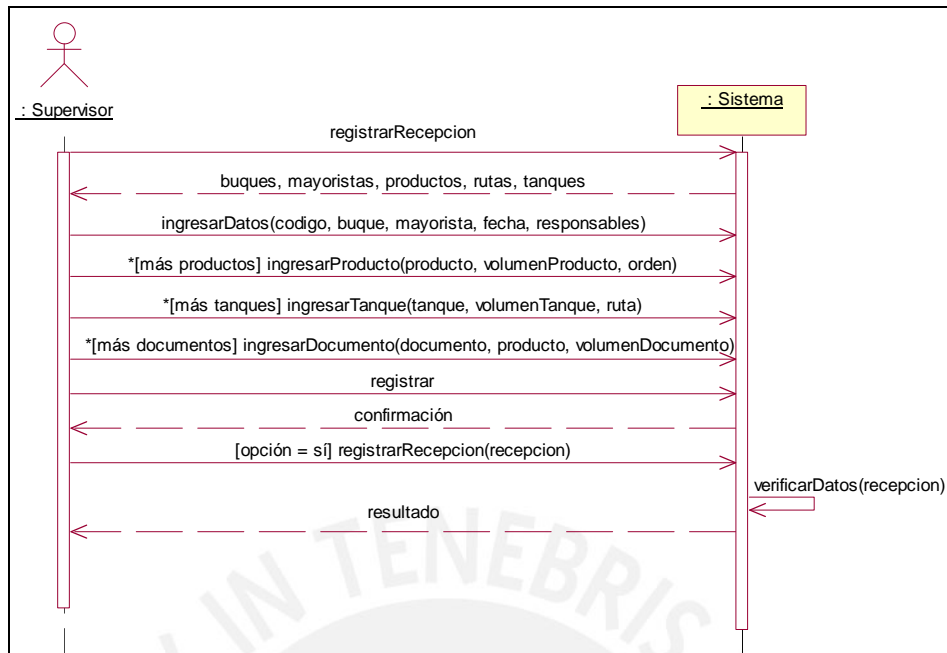 : Supervisor
: Sistema
registrarRecepcion
buques, mayoristas, productos, rutas, tanques
ingresarDatos(codigo, buque, mayorista, fecha, responsables)
*[más productos] ingresarProducto(producto, volumenProducto, orden)
*[más tanques] ingresarTanque(tanque, volumenTanque, ruta)
*[más documentos] ingresarDocumento(documento, producto, volumenDocumento)
registrar
confirmación
[opción = sí] registrarRecepcion(recepcion)
verificarDatos(recepcion)
resultado
IN TENEBRIS